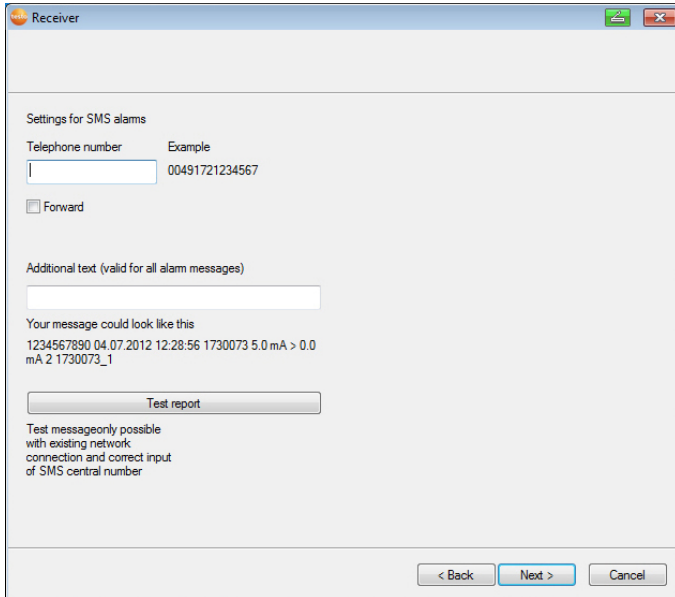 testo Receiver
Settings for SMS alarms
Telephone number Example
00491721234567
Forward
Additional text (valid for all alarm messages)
Your message could look like this
1234567890 04.07.2012 12:28:56 1730073 5.0 mA > 0.0
mA 2 1730073_1
Test report
Test messageonly possible
with existing network
connection and correct input
of SMS central number
< Back Next > Cancel